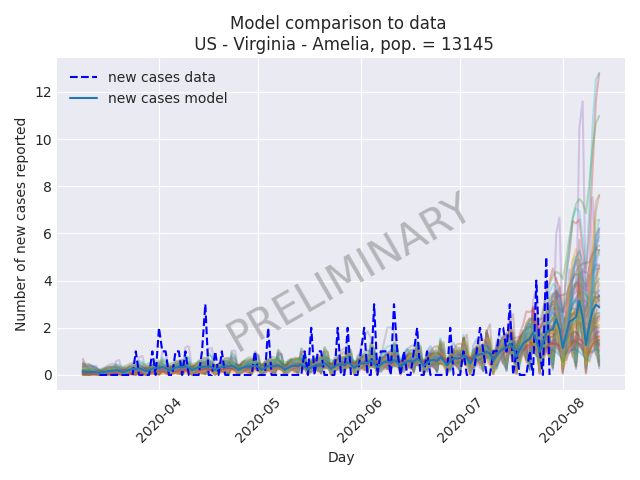 Model comparison to data
US - Virginia - Amelia, pop. = 13145
new cases data
new cases model
Number of new cases reported
12
10
8
6
4
2
0
PRELIMINARY
2020-04
2020-05
2020-06
2020-07
2020-08
Day